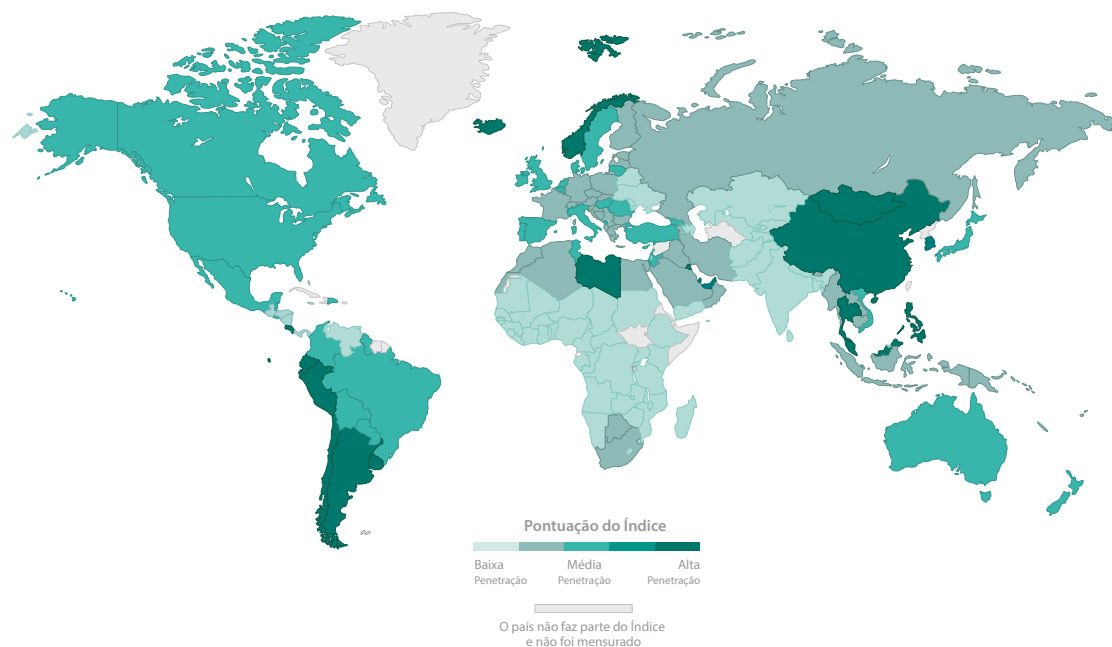 Pontuação do Índice
Baixa Média Alta
Penetração Penetração Penetração
O país não faz parte do Índice
e não foi mensurado